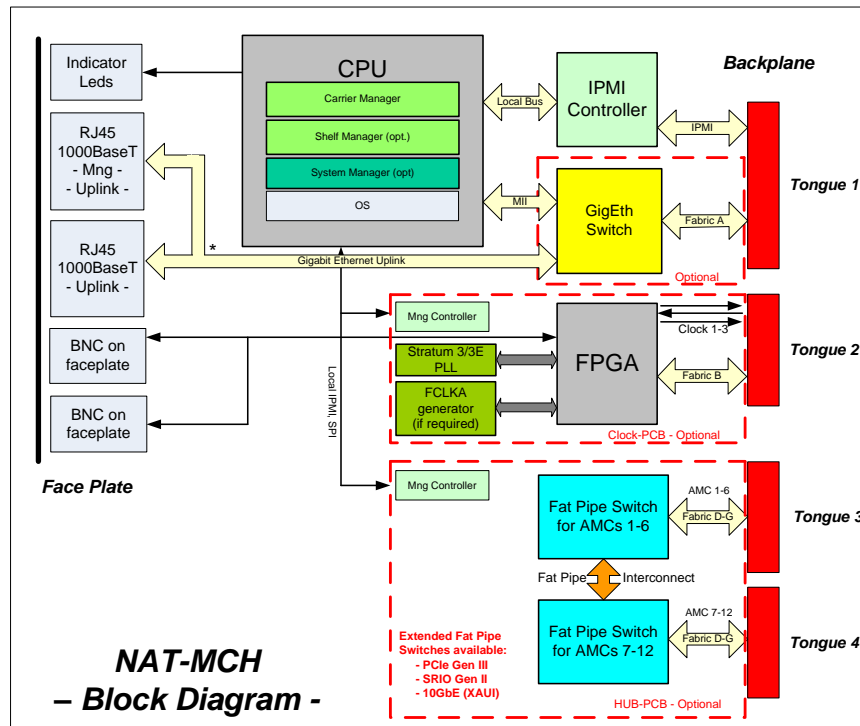 Indicator
Leds
CPU
Carrier Manager
Shelf Manager (opt.)
System Manager (opt)
OS
Local Bus
IPMI
Controller
Backplane
IPMI
RJ45
1000BaseT
- Mng -
- Uplink -
MII
GigEth
Switch
Fabric A
Tongue 1
Optional
RJ45
1000BaseT
- Uplink -
*
Gigabit Ethernet Uplink
Mng Controller
Clock 1-3
BNC on
faceplate
Stratum 3/3E
PLL
FPGA
Tongue 2
Fabric B
FCLKA
generator
(if required)
BNC on
faceplate
Local IPMI, SPI
Clock-PCB - Optional
Face Plate
Mng Controller
Fat Pipe Switch
for AMCs 1-6
AMC 1-6
Fabric D-G
Tongue 3
Fat Pipe
Interconnect
Fat Pipe Switch
for AMCs 7-12
AMC 7-12
Fabric D-G
Tongue 4
Extended Fat Pipe
Switches available:
- PCIe Gen III
- SRIO Gen II
- 10GbE (XAUI)
HUB-PCB - Optional
NAT-MCH
– Block Diagram -